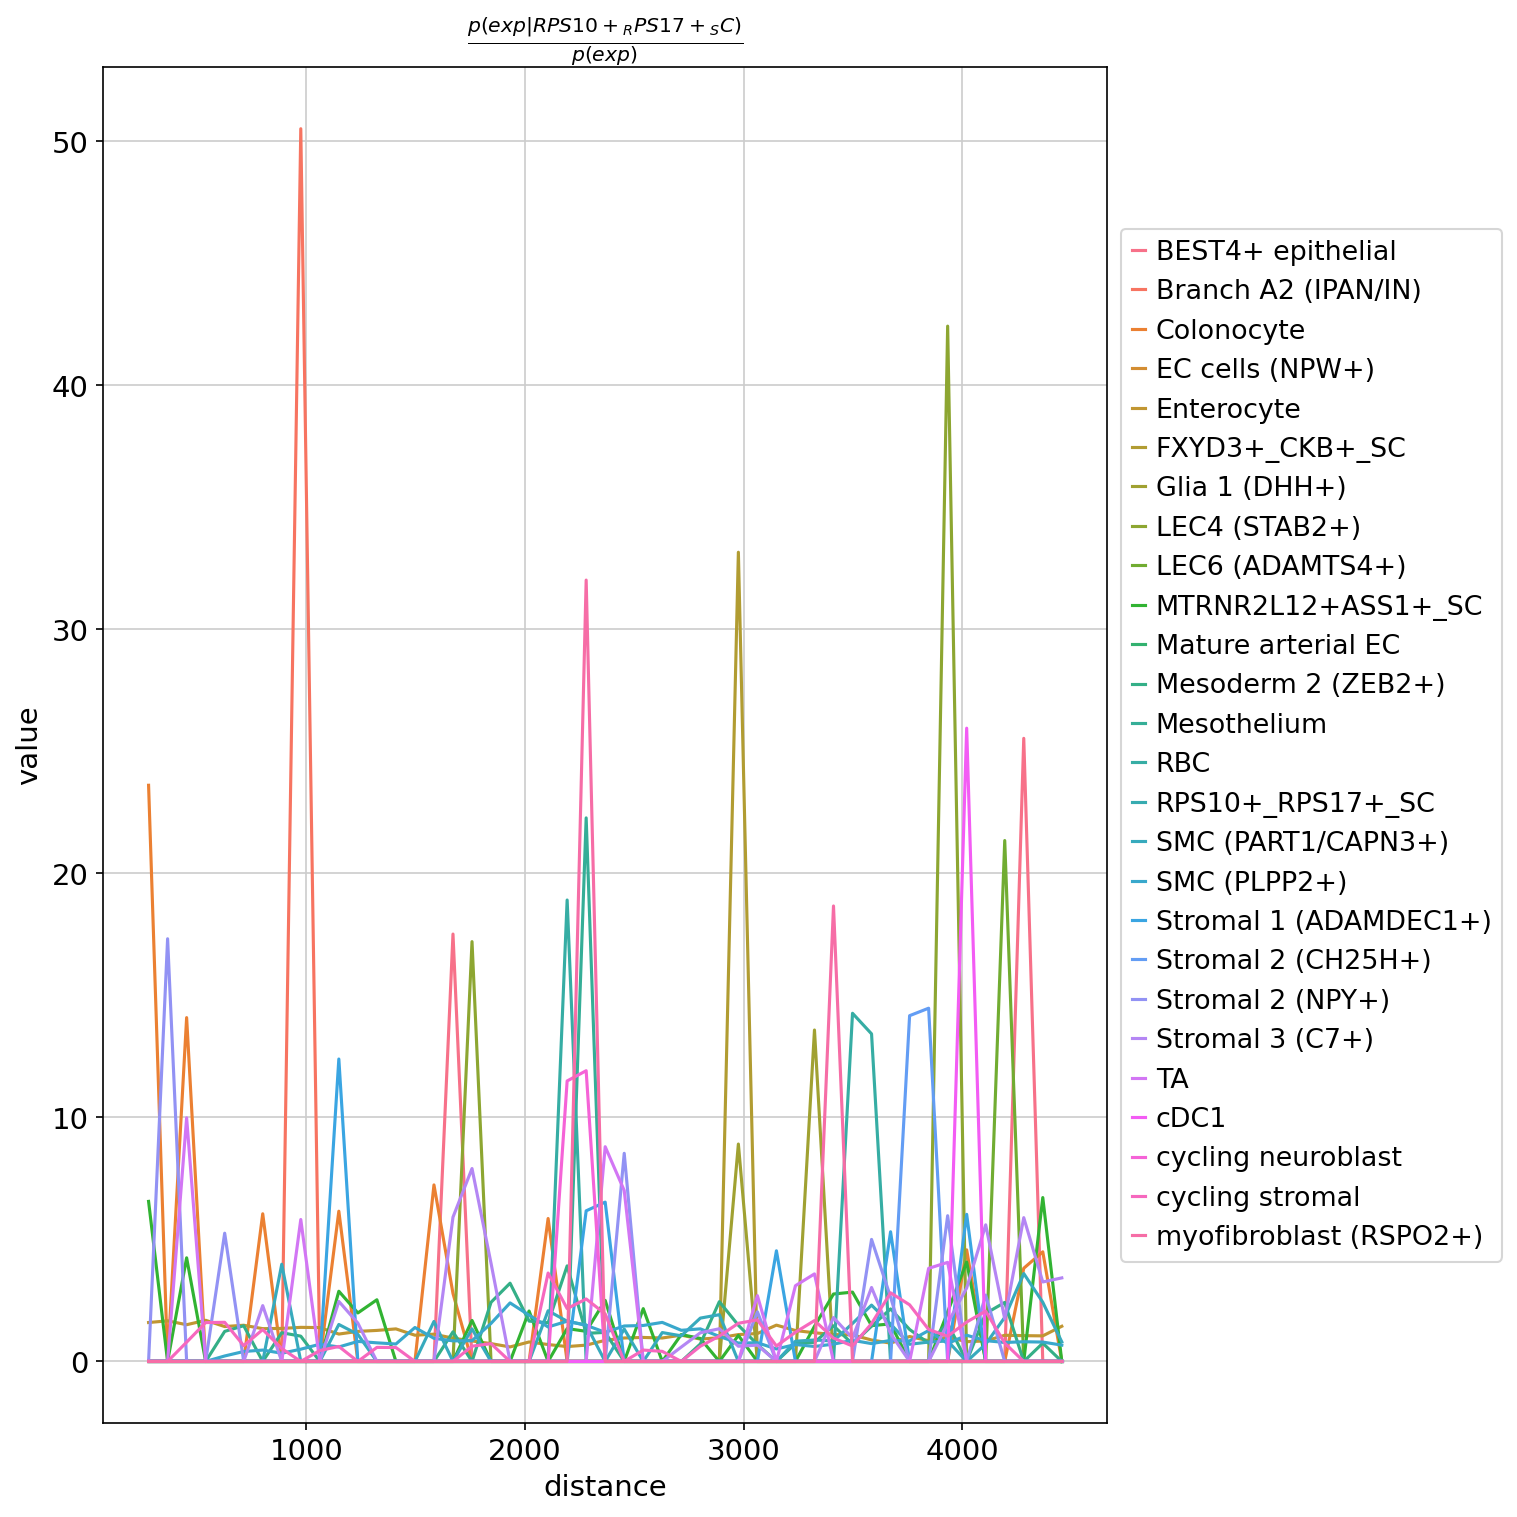 p(exp|RPS10+RPS17+SC)
p(exp)
50
40
30
20
10
0
value
1000 2000 3000 4000
distance
BEST4+ epithelial
Branch A2 (IPAN/IN)
Colonocyte
EC cells (NPW+)
Enterocyte
FXYD3+_CKB+_SC
Glia 1 (DHH+)
LEC4 (STAB2+)
LEC6 (ADAMTS4+)
MTRNR2L12+ASS1+_SC
Mature arterial EC
Mesoderm 2 (ZEB2+)
Mesothelium
RBC
RPS10+_RPS17+_SC
SMC (PART1/CAPN3+)
SMC (PLPP2+)
Stromal 1 (ADAMDEC1+)
Stromal 2 (CH25H+)
Stromal 2 (NPY+)
Stromal 3 (C7+)
TA
cDC1
cycling neuroblast
cycling stromal
myofibroblast (RSPO2+)